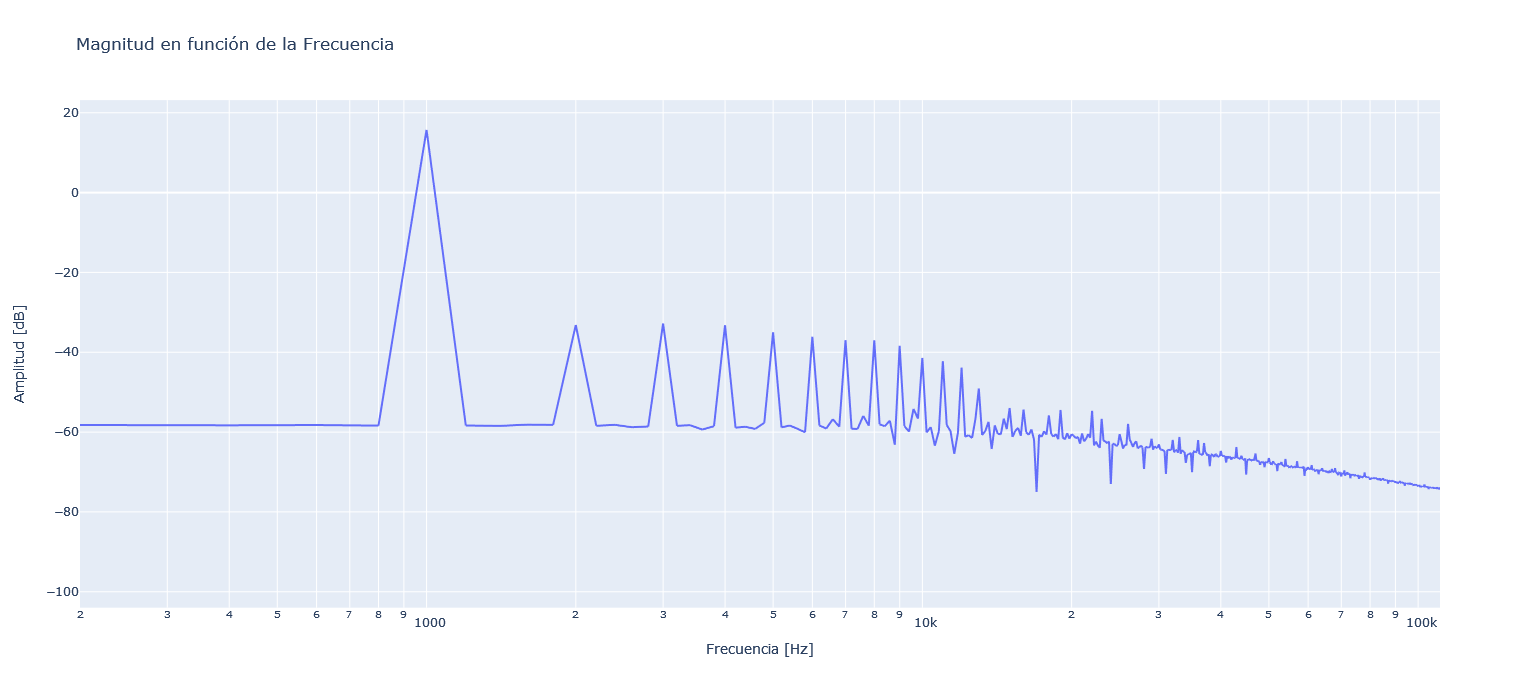 Magnitud en función de la Frecuencia
20
0
−20
−40
−60
−80
−100
Amplitud [dB]
2 3 4 5 6 7 8 9 1000 2 3 4 5 6 7 8 9 10k 2 3 4 5 6 7 8 9 100k
Frecuencia [Hz]